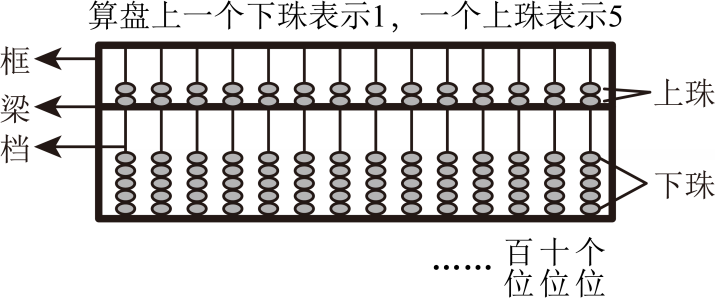 算盘上一个下珠表示1，一个上珠表示5
框
梁
档
上珠
下珠
……百位 十位 个位